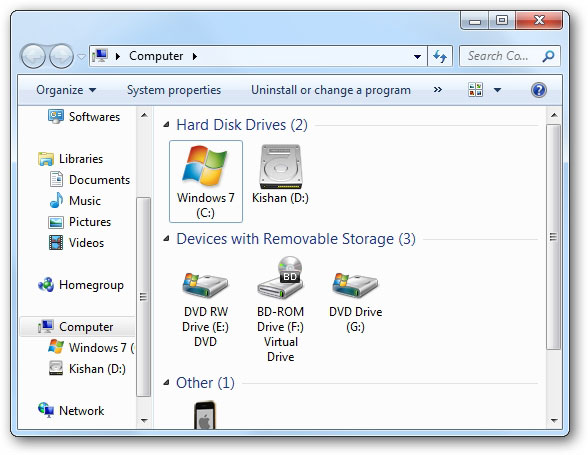 Computer
Search Co...
Organize
System properties
Uninstall or change a program
»
Softwares
Libraries
Documents
Music
Pictures
Videos
Homegroup
Computer
Windows 7 (
Kishan (D:)
Network
Hard Disk Drives (2)
Windows 7
(C:)
Kishan (D:)
Devices with Removable Storage (3)
DVD RW
Drive (E:)
DVD
BD
BD-ROM
Drive (F:)
Virtual
Drive
DVD Drive
(G:)
Other (1)